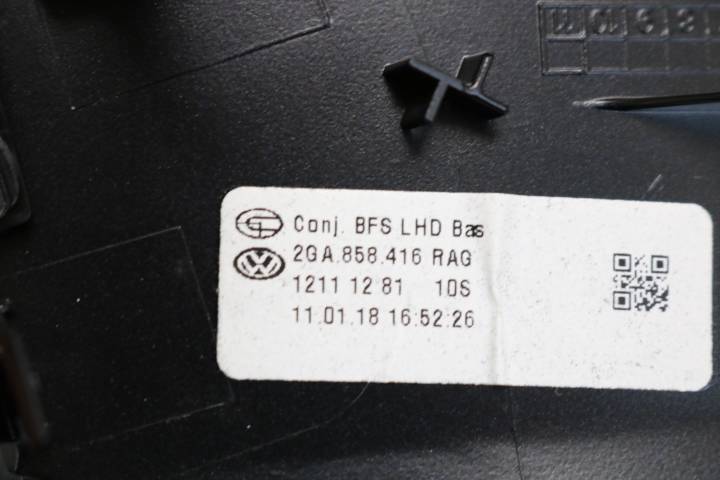 Conj. BFS LHD Bas
2GA.858.416 RAG
1211 12 81 10S
11.01.18 16:52:26